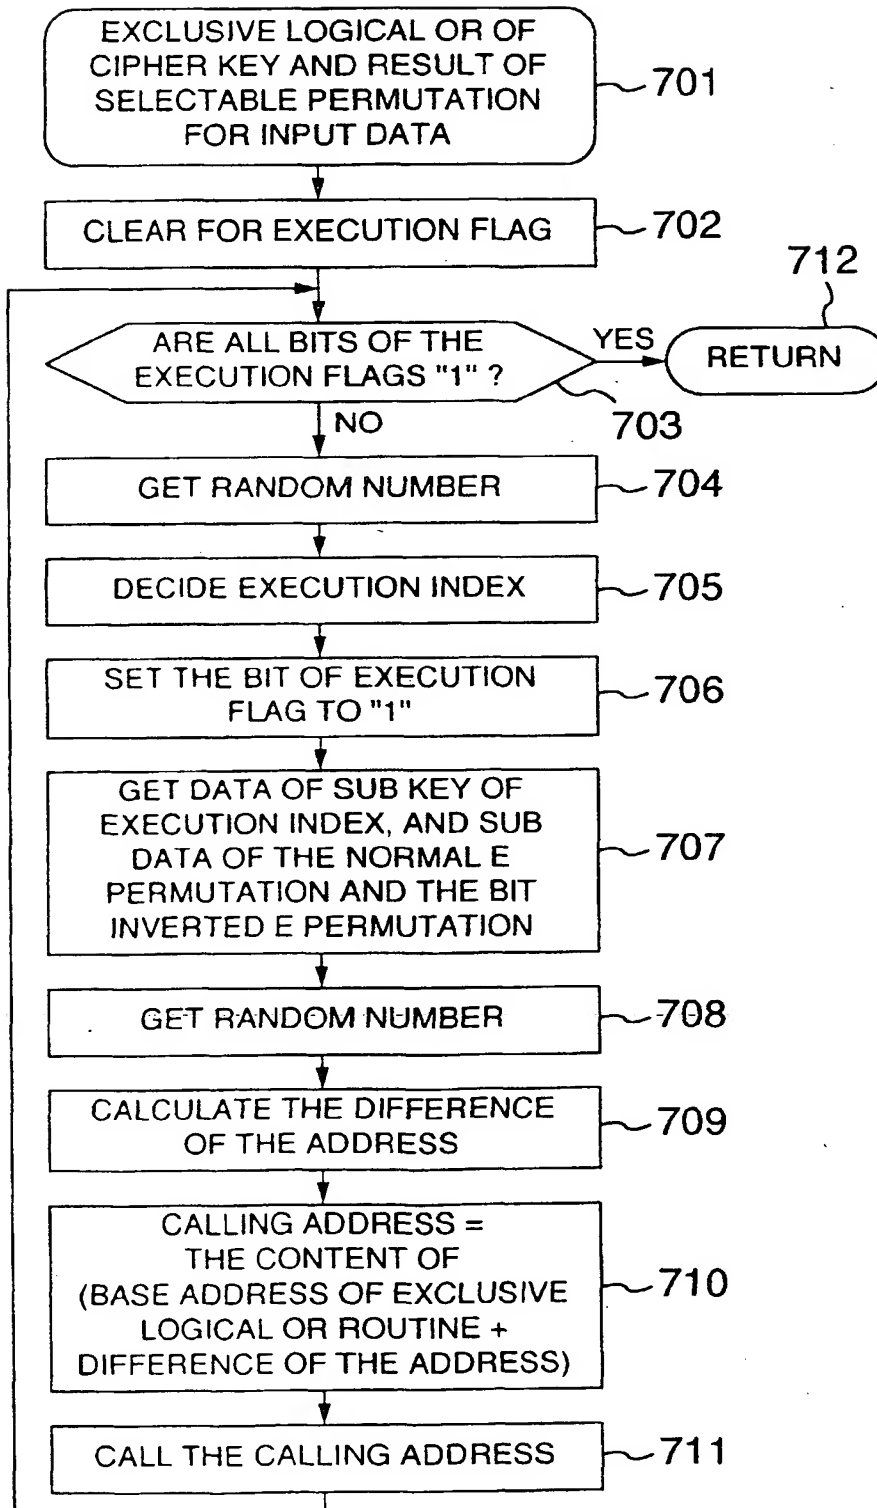 EXCLUSIVE LOGICAL OR OF
CIPHER KEY AND RESULT OF
SELECTABLE PERMUTATION
FOR INPUT DATA
701
CLEAR FOR EXECUTION FLAG
702
712
ARE ALL BITS OF THE
EXECUTION FLAGS "1" ?
YES
RETURN
703
NO
GET RANDOM NUMBER
704
DECIDE EXECUTION INDEX
705
SET THE BIT OF EXECUTION
FLAG TO "1"
706
GET DATA OF SUB KEY OF
EXECUTION INDEX, AND SUB
DATA OF THE NORMAL E
PERMUTATION AND THE BIT
INVERTED E PERMUTATION
707
GET RANDOM NUMBER
708
CALCULATE THE DIFFERENCE
OF THE ADDRESS
709
CALLING ADDRESS =
THE CONTENT OF
(BASE ADDRESS OF EXCLUSIVE
LOGICAL OR ROUTINE +
DIFFERENCE OF THE ADDRESS)
710
CALL THE CALLING ADDRESS
711